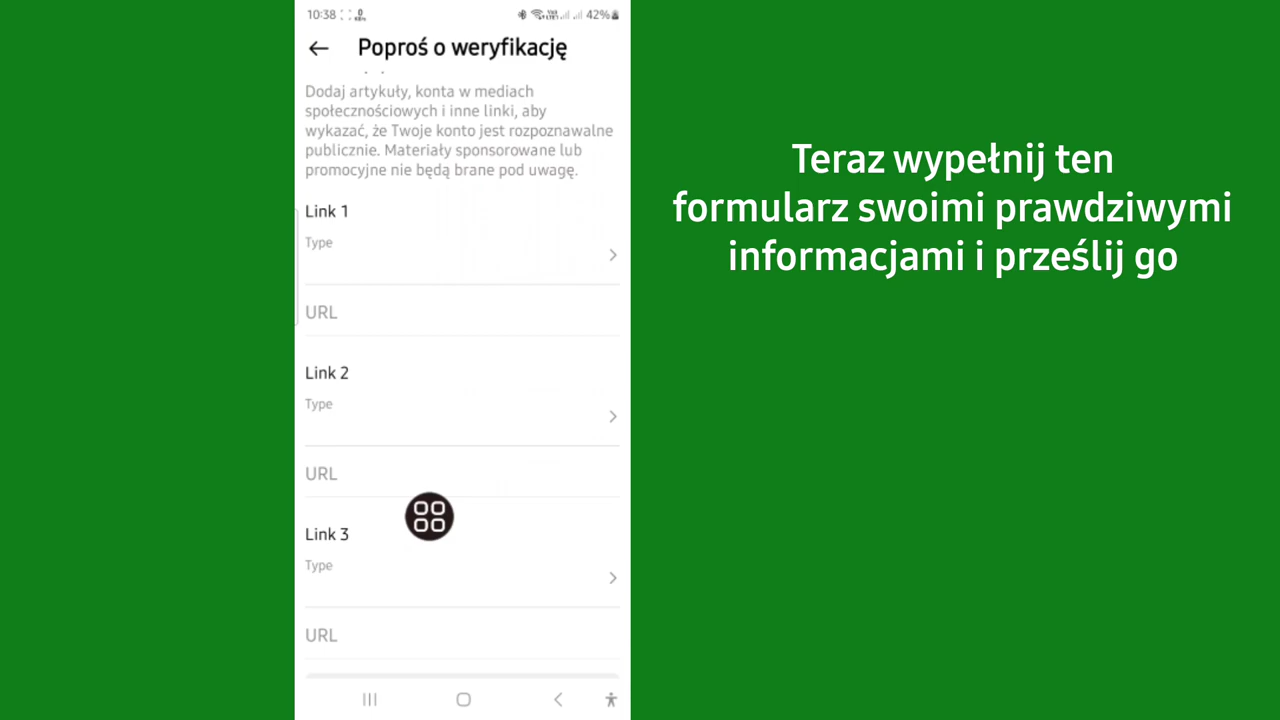 10:38
42%
Poproś o weryfikację
Dodaj artykuły, konta w mediach
społecznościowych i inne linki, aby
wykazać, że Twoje konto jest rozpoznawalne
publicznie. Materiały sponsorowane lub
promocyjne nie będą brane pod uwagę.
Link 1
Type
URL
Link 2
Type
URL
Link 3
Type
URL
Teraz wypełnij ten
formularz swoimi prawdziwymi
informacjami i prześlij go